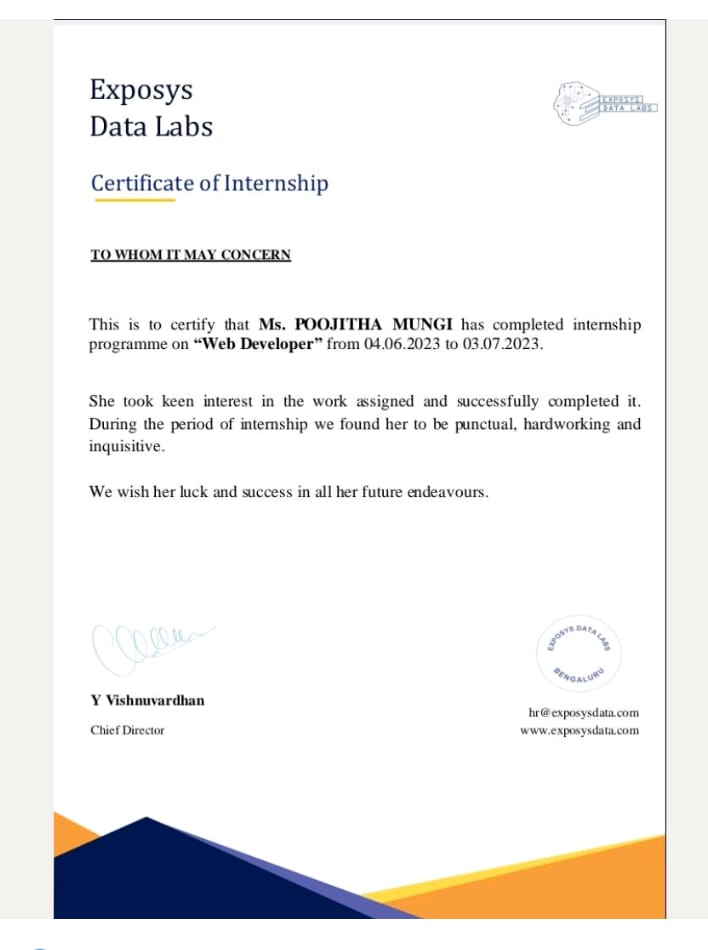 Exposys
Data Labs
EXPOSYS
DATA LABS
Certificate of Internship
TO WHOM IT MAY CONCERN
This is to certify that Ms. POOJITHA MUNGI has completed internship
programme on “Web Developer” from 04.06.2023 to 03.07.2023.
She took keen interest in the work assigned and successfully completed it.
During the period of internship we found her to be punctual, hardworking and
inquisitive.
We wish her luck and success in all her future endeavours.
EXPOSYS DATA LABS
BENGALURU
Y Vishnuvardhan
Chief Director
hr@exposysdata.com
www.exposysdata.com